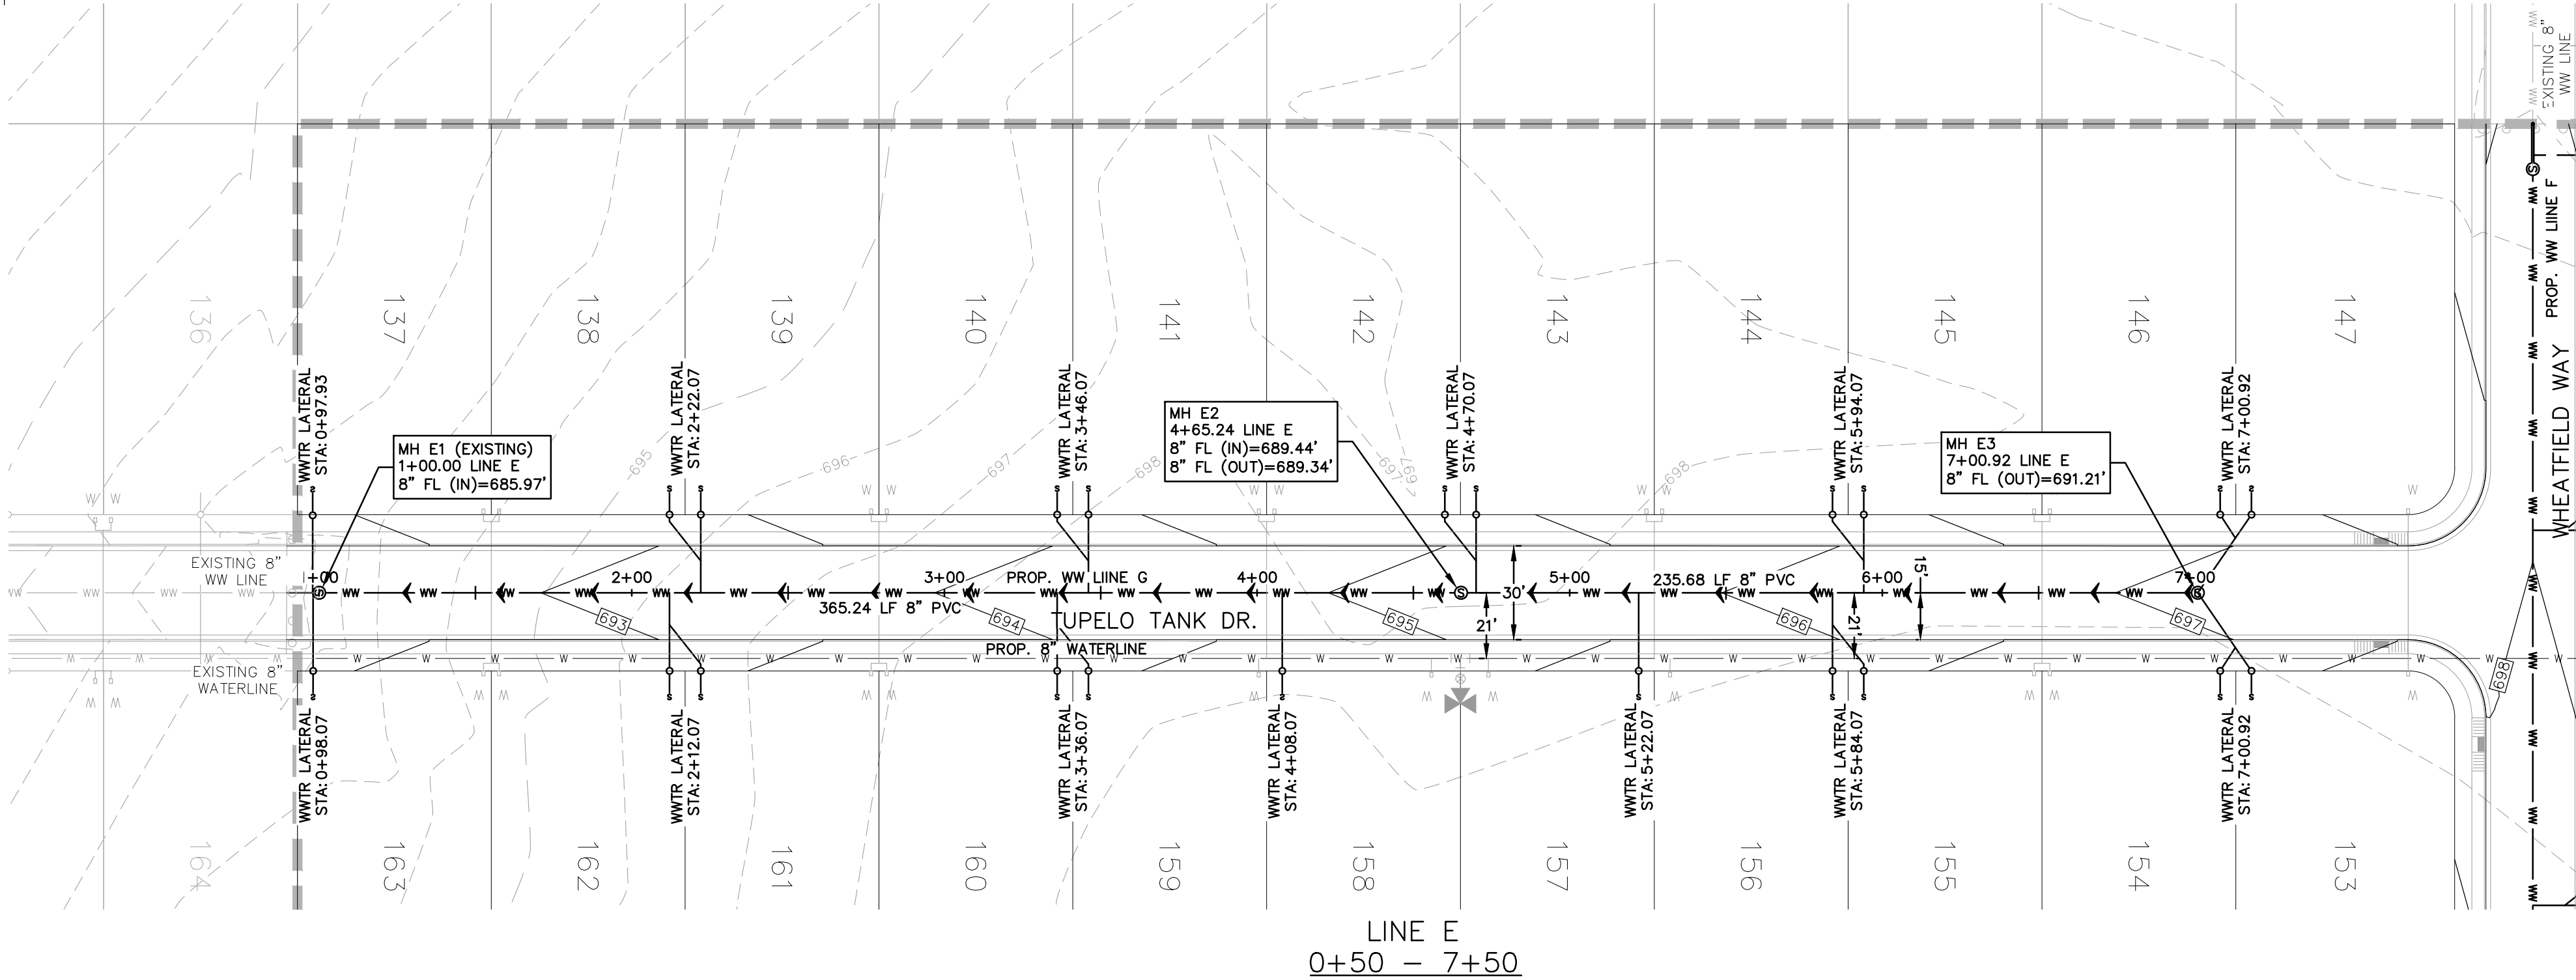 EXISTING 8"
WW LINE
PROP. WW LIINE F
WHEATFIELD WAY
136
137
138
139
140
141
142
143
144
145
146
147
WWTR LATERAL
STA: 0+97.93
WWTR LATERAL
STA: 2+22.07
WWTR LATERAL
STA: 3+46.07
WWTR LATERAL
STA: 4+70.07
WWTR LATERAL
STA: 5+94.07
WWTR LATERAL
STA: 7+00.92
MH E1 (EXISTING)
1+00.00 LINE E
8" FL (IN)=685.97'
MH E2
4+65.24 LINE E
8" FL (IN)=689.44'
8" FL (OUT)=689.34'
MH E3
7+00.92 LINE E
8" FL (OUT)=691.21'
695
696
697
698
697
697
698
EXISTING 8"
WW LINE
1+00
2+00
3+00
PROP. WW LIINE G
4+00
5+00
235.68 LF 8" PVC
6+00
7+00
365.24 LF 8" PVC
TUPELO TANK DR.
30'
21'
15'
21'
693
694
695
696
697
698
PROP. 8" WATERLINE
EXISTING 8"
WATERLINE
WWTR LATERAL
STA: 0+98.07
WWTR LATERAL
STA: 2+12.07
WWTR LATERAL
STA: 3+36.07
WWTR LATERAL
STA: 4+08.07
WWTR LATERAL
STA: 5+22.07
WWTR LATERAL
STA: 5+84.07
WWTR LATERAL
STA: 7+00.92
164
163
162
161
160
159
158
157
156
155
154
153
LINE E
0+50 - 7+50